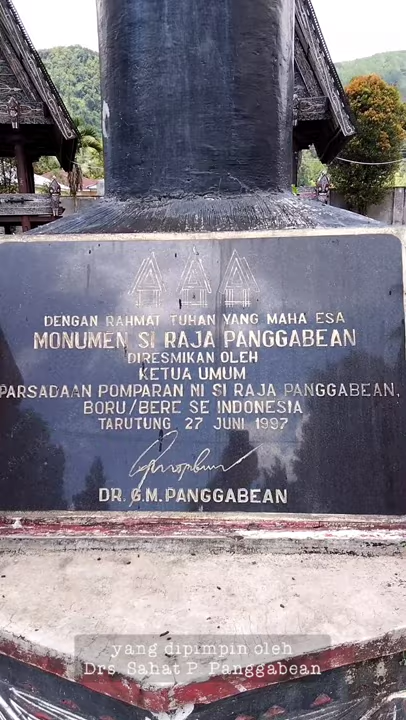 DENGAN RAHMAT TUHAN YANG MAHA ESA
MONUMEN SI RAJA PANGGABEAN
DIRESMIKAN OLEH
KETUA UMUM
PARSADAAN POMPARAN NI SI RAJA PANGGABEAN,
BORU/BERE SE INDONESIA
TARUTUNG 27 JUNI 1997
DR. G.M. PANGGABEAN
yang dipimpin oleh
Drs Sahat P Panggabean